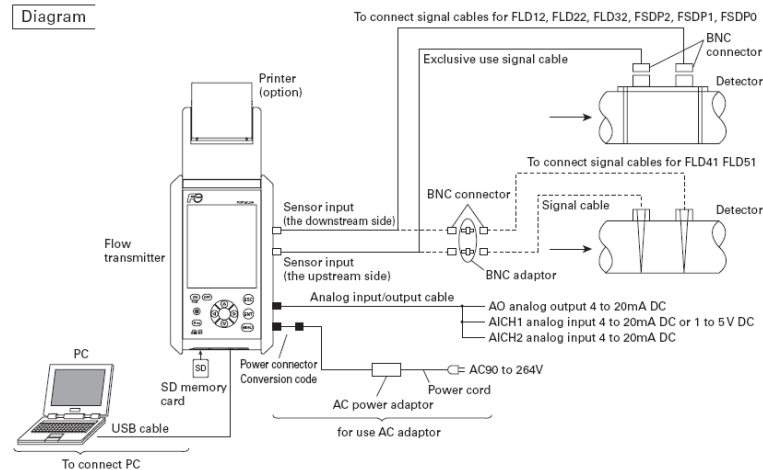 Diagram
To connect signal cables for FLD12, FLD22, FLD32, FSDP2, FSDP1, FSDP0
BNC
connector
Exclusive use signal cable
Detector
Printer
(option)
To connect signal cables for FLD41 FLD51
BNC connector
Signal cable
Detector
Sensor input
(the downstream side)
Flow
transmitter
Sensor input
(the upstream side)
BNC adaptor
Analog input/output cable
AO analog output 4 to 20mA DC
AICH1 analog input 4 to 20mA DC or 1 to 5 V DC
AICH2 analog input 4 to 20mA DC
ESC
ENT
MENU
PC
SD
Power connector
Conversion code
AC90 to 264V
SD memory
card
Power cord
AC power adaptor
USB cable
for use AC adaptor
To connect PC